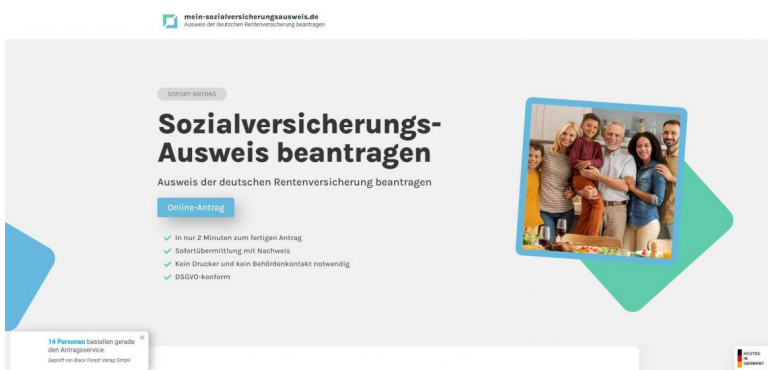 mein-sozialversicherungsausweis.de
Ausweis der deutschen Rentenversicherung beantragen
SOFORT-ANTRAG
Sozialversicherungs-
Ausweis beantragen
Ausweis der deutschen Rentenversicherung beantragen
Online-Antrag
In nur 2 Minuten zum fertigen Antrag
Sofortübermittlung mit Nachweis
Kein Drucker und kein Behördenkontakt notwendig
DSGVO-konform
14 Personen bestellen gerade
den Antragsservice.
Geprüft von Black Forest Verlag GmbH
HOSTED
IN
GERMANY